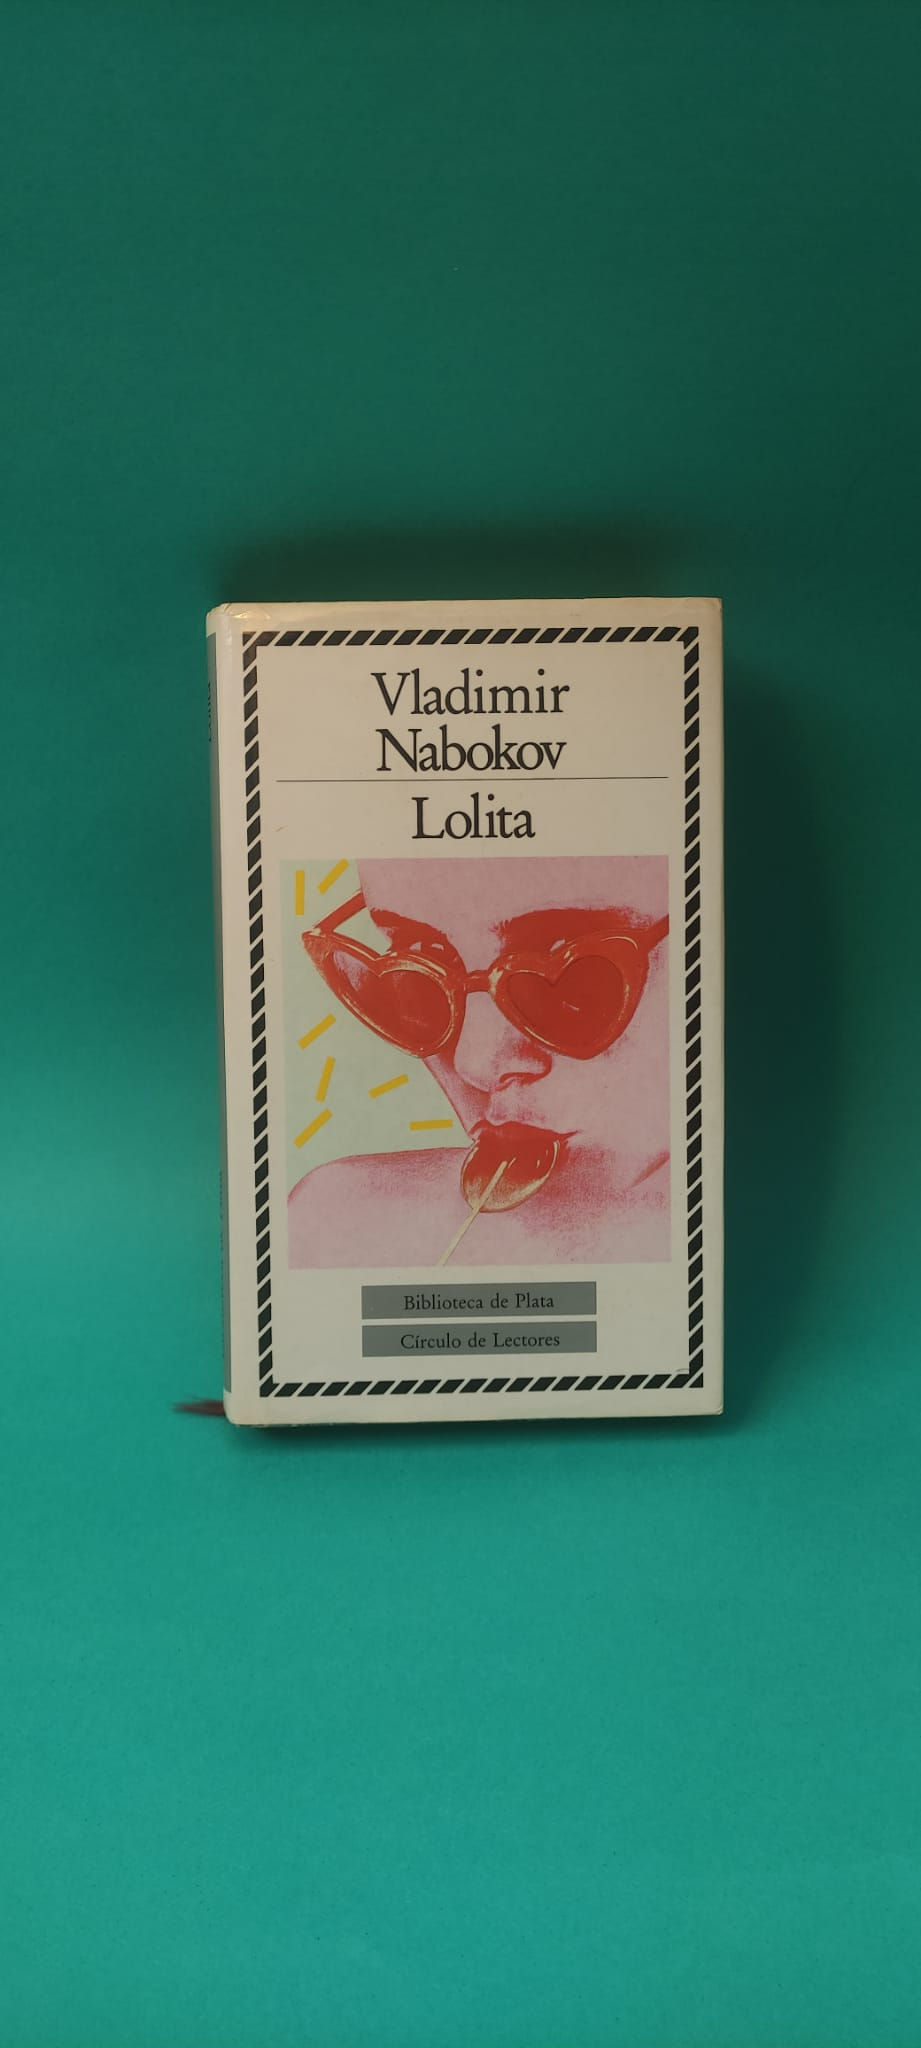 Vladimir
Nabokov
Lolita
Biblioteca de Plata
Círculo de Lectores